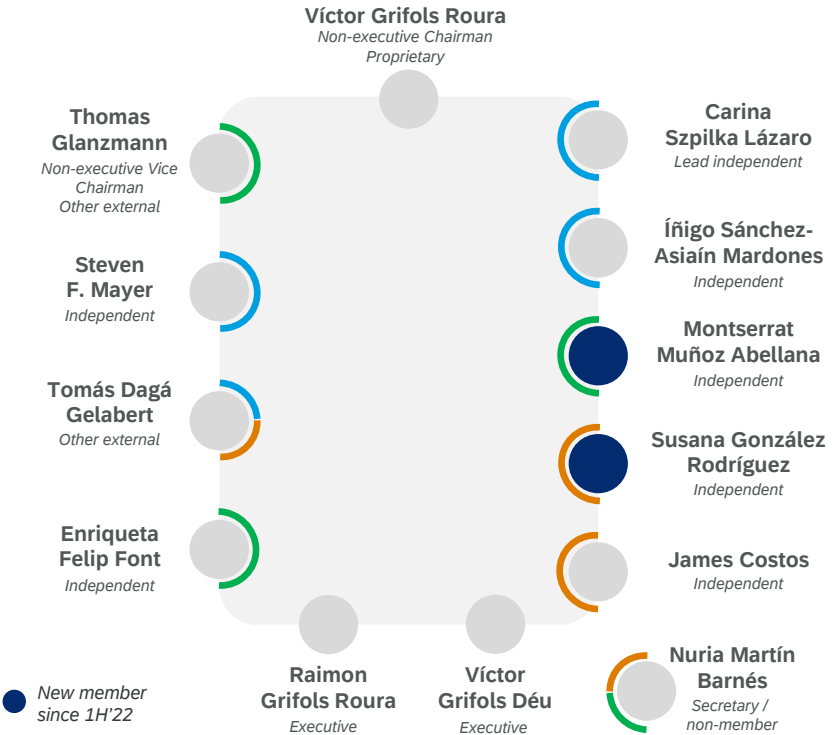 Víctor Grifols Roura
Non-executive Chairman
Proprietary
Thomas
Glanzmann
Non-executive Vice
Chairman
Other external
Steven
F. Mayer
Independent
Tomás Dagá
Gelabert
Other external
Enriqueta
Felip Font
Independent
Carina
Szpilka Lázaro
Lead independent
Íñigo Sánchez-
Asiaín Mardones
Independent
Montserrat
Muñoz Abellana
Independent
Susana González
Rodríguez
Independent
James Costos
Independent
Raimon
Grifols Roura
Executive
Víctor
Grifols Déu
Executive
Nuria Martín
Barnés
Secretary /
non-member
New member
since 1H'22